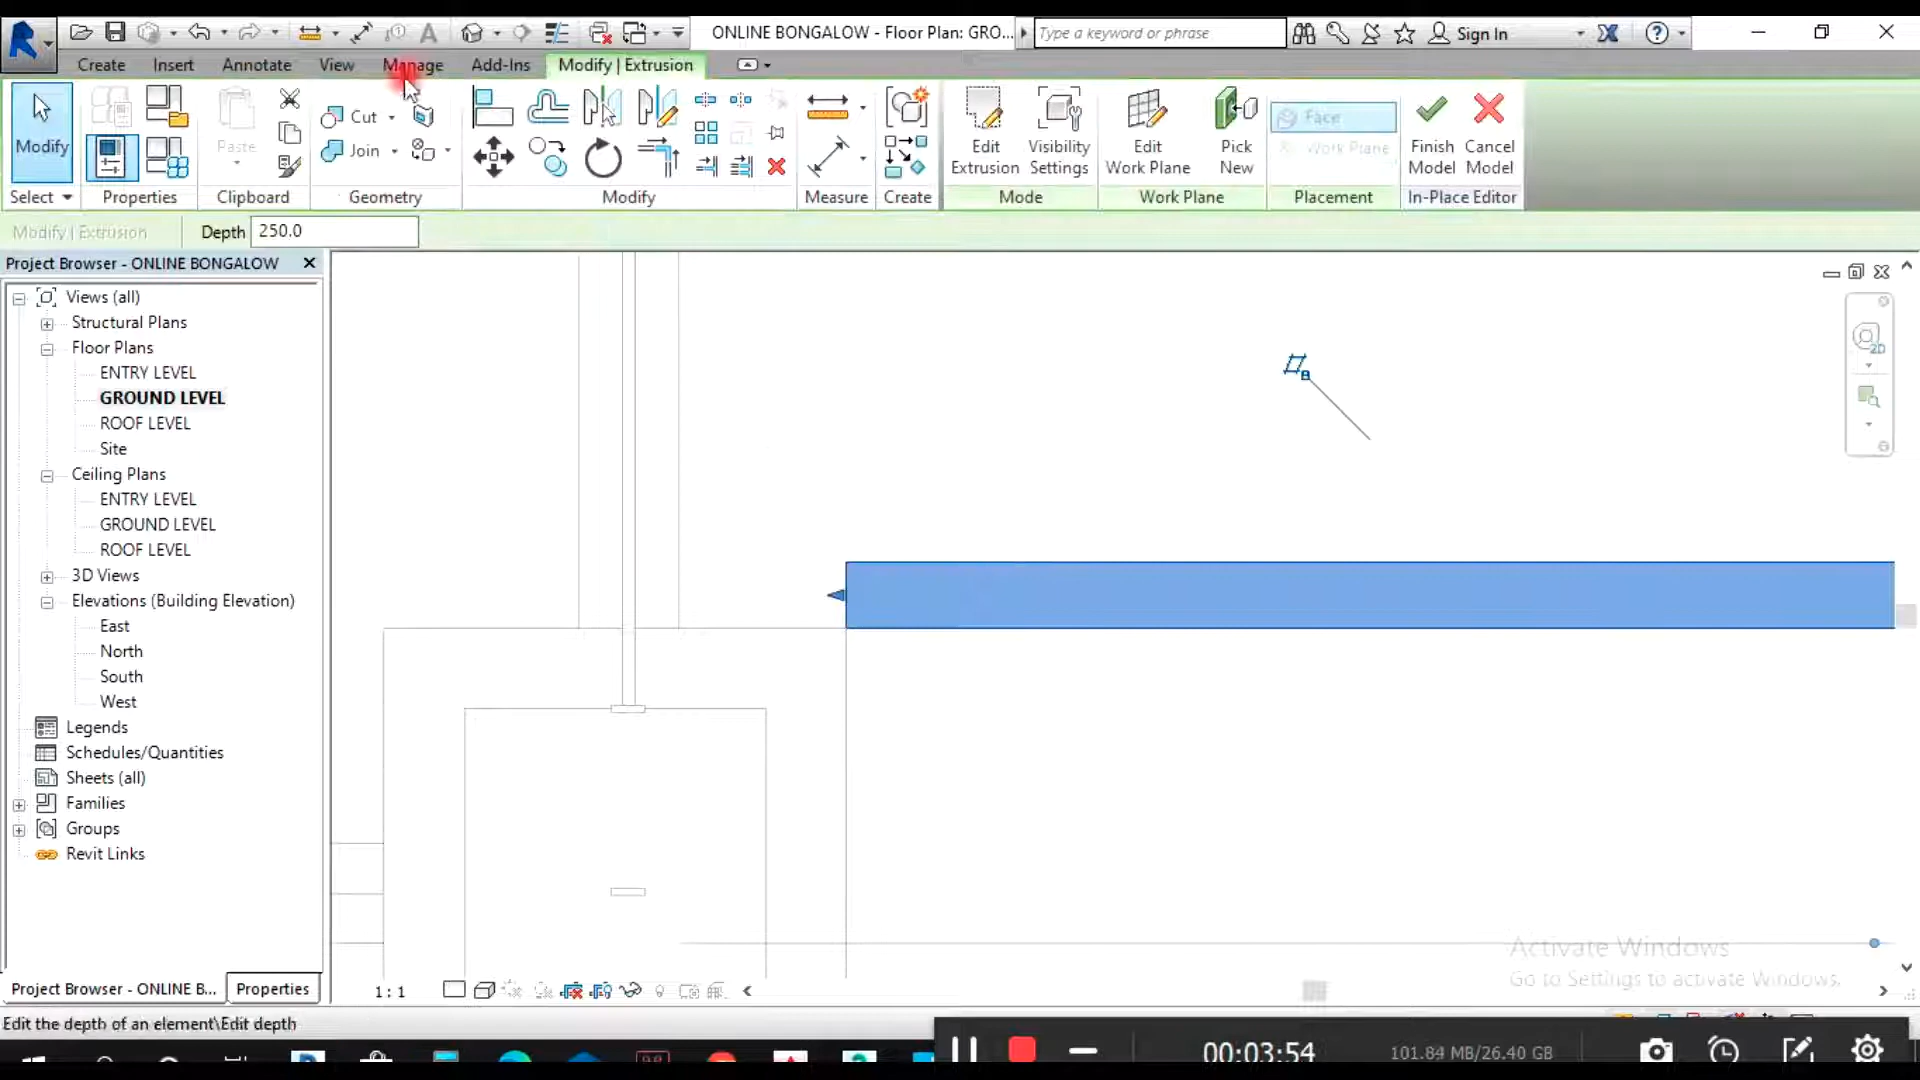 ONLINE BONGALOW - Floor Plan: GRO...
Type a keyword or phrase
Sign In
Create Insert Annotate View Manage Add-Ins Modify | Extrusion
Modify
Paste
Cut
Join
Edit Extrusion
Visibility Settings
Edit Work Plane
Pick New
Face
Work Plane
Finish Model
Cancel Model
Select Properties Clipboard Geometry Modify Measure Create Mode Work Plane Placement In-Place Editor
Modify | Extrusion Depth 250.0
Project Browser - ONLINE BONGALOW
Views (all)
Structural Plans
Floor Plans
ENTRY LEVEL
GROUND LEVEL
ROOF LEVEL
Site
Ceiling Plans
ENTRY LEVEL
GROUND LEVEL
ROOF LEVEL
3D Views
Elevations (Building Elevation)
East
North
South
West
Legends
Schedules/Quantities
Sheets (all)
Families
Groups
Revit Links
2D
Activate Windows
Go to Settings to activate Windows.
Project Browser - ONLINE B... Properties
1 : 1
Edit the depth of an element\Edit depth
00:03:54
101.84 MB/26.40 GB